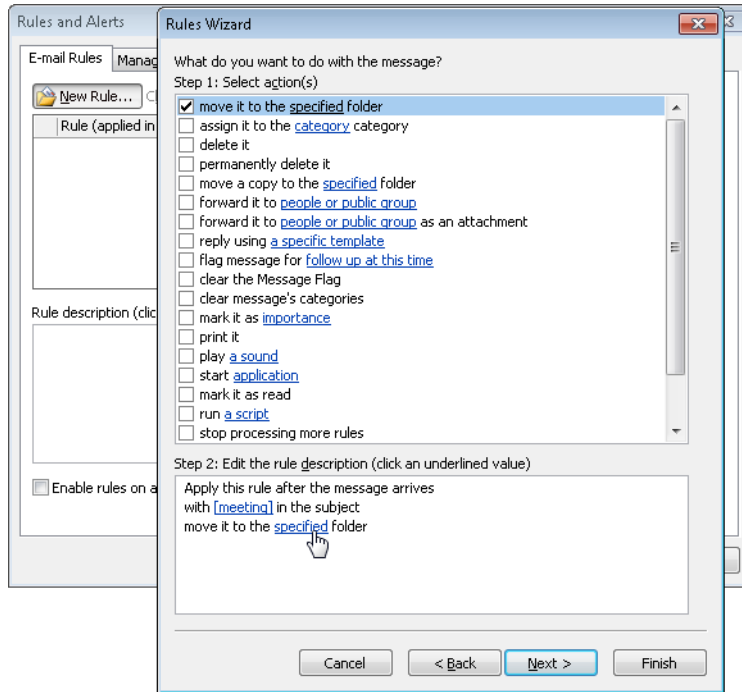 Rules and Alerts
E-mail Rules
Manag
New Rule...
Rule (applied in
Rule description (clic
Enable rules on a
Rules Wizard
What do you want to do with the message?
Step 1: Select action(s)
move it to the specified folder
assign it to the category category
delete it
permanently delete it
move a copy to the specified folder
forward it to people or public group
forward it to people or public group as an attachment
reply using a specific template
flag message for follow up at this time
clear the Message Flag
clear message's categories
mark it as importance
print it
play a sound
start application
mark it as read
run a script
stop processing more rules
Step 2: Edit the rule description (click an underlined value)
Apply this rule after the message arrives
with [meeting] in the subject
move it to the specified folder
Cancel
< Back
Next >
Finish